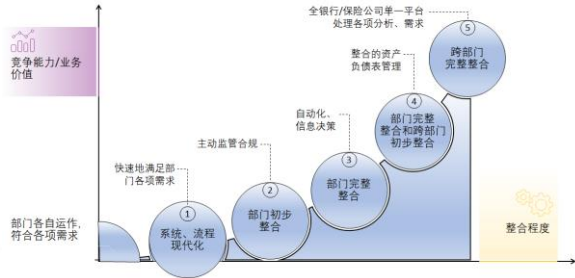 全银行/保险公司单一平台
处理各项分析、需求
5
跨部门
完整整合
竞争能力/业务
价值
整合的资产
负债表管理
4
部门完整
整合和跨部门
初步整合
自动化、
信息决策
3
部门完整
整合
主动监管合规
2
部门初步
整合
快速地满足部
门各项需求
1
系统、流程
现代化
部门各自运作,
符合各项需求
整合程度